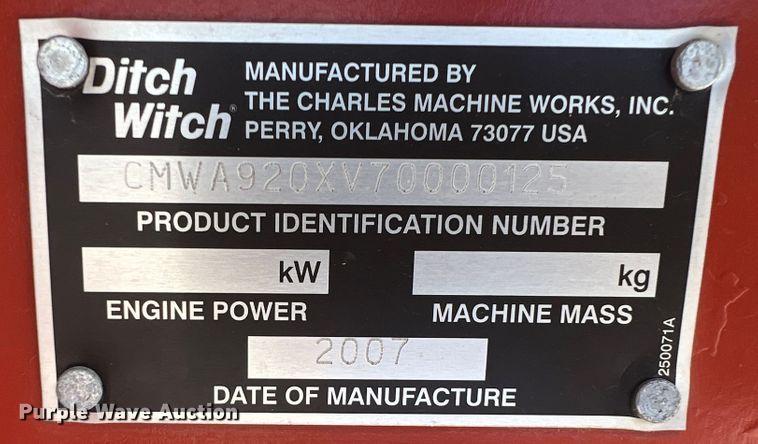 Ditch
Witch®
MANUFACTURED BY
THE CHARLES MACHINE WORKS, INC.
PERRY, OKLAHOMA 73077 USA
CMWA920XV70000125
PRODUCT IDENTIFICATION NUMBER
kW
kg
ENGINE POWER
MACHINE MASS
2007
DATE OF MANUFACTURE
250071A
Purple Wave Auction